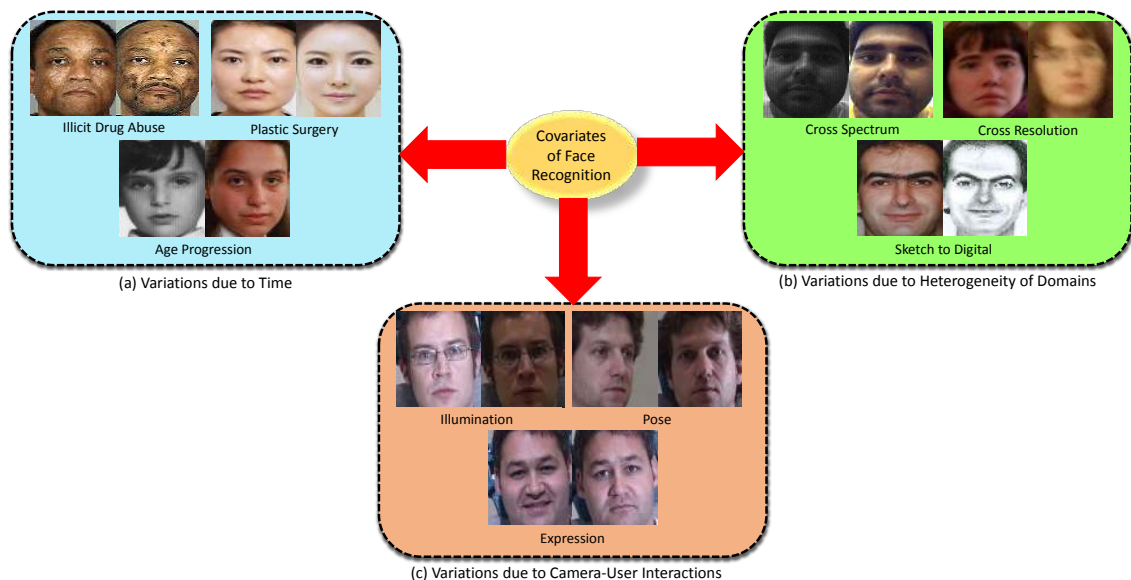 Illicit Drug Abuse
Plastic Surgery
Age Progression
(a) Variations due to Time
Covariates
of Face
Recognition
Cross Spectrum
Cross Resolution
Sketch to Digital
(b) Variations due to Heterogeneity of Domains
Illumination
Pose
Expression
(c) Variations due to Camera-User Interactions